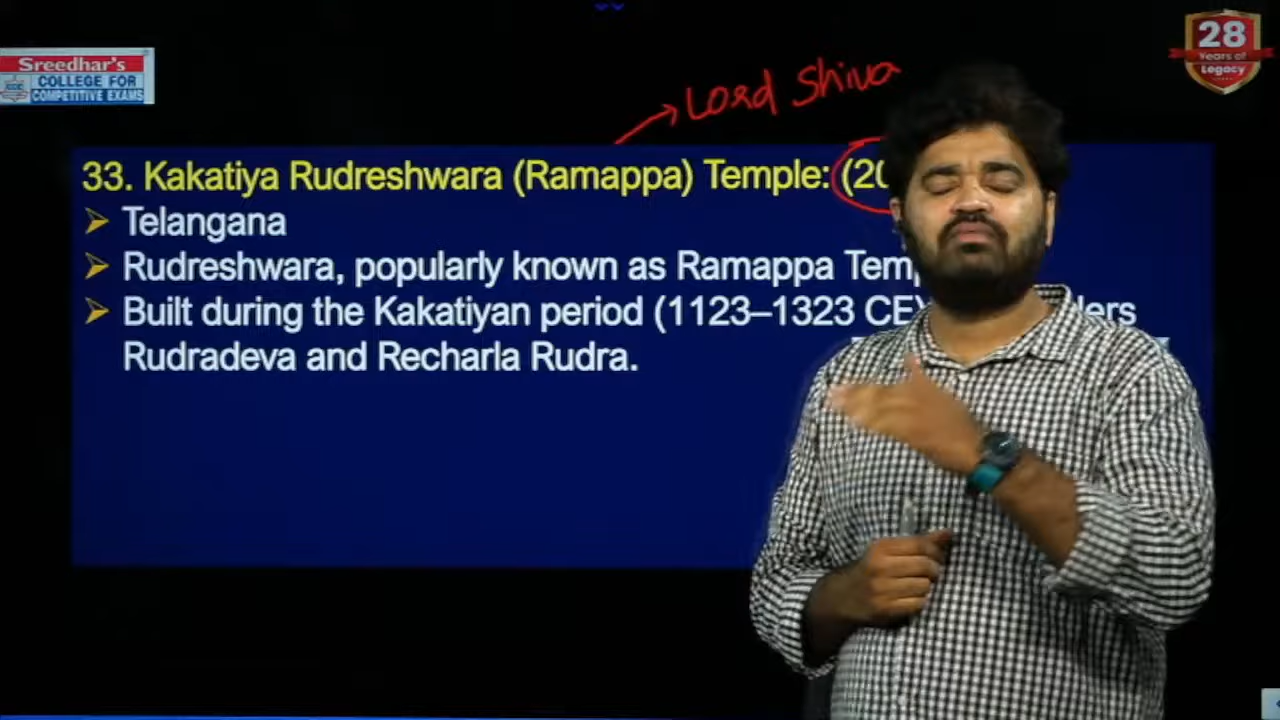 Sreedhar's
COLLEGE FOR
COMPETITIVE EXAMS
28
Years of
Legacy
Lord Shiva
33. Kakatiya Rudreshwara (Ramappa) Temple: (20
Telangana
Rudreshwara, popularly known as Ramappa
Built during the Kakatiyan period (1123–1323 CE)
Rudradeva and Recharla Rudra.